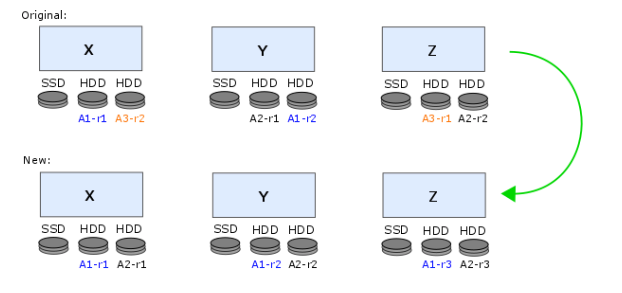 Original:
X Y Z
SSD HDD HDD SSD HDD HDD SSD HDD HDD
A1-r1 A3-r2 A2-r1 A1-r2 A3-r1 A2-r2
New:
X Y Z
SSD HDD HDD SSD HDD HDD SSD HDD HDD
A1-r1 A2-r1 A1-r2 A2-r2 A1-r3 A2-r3